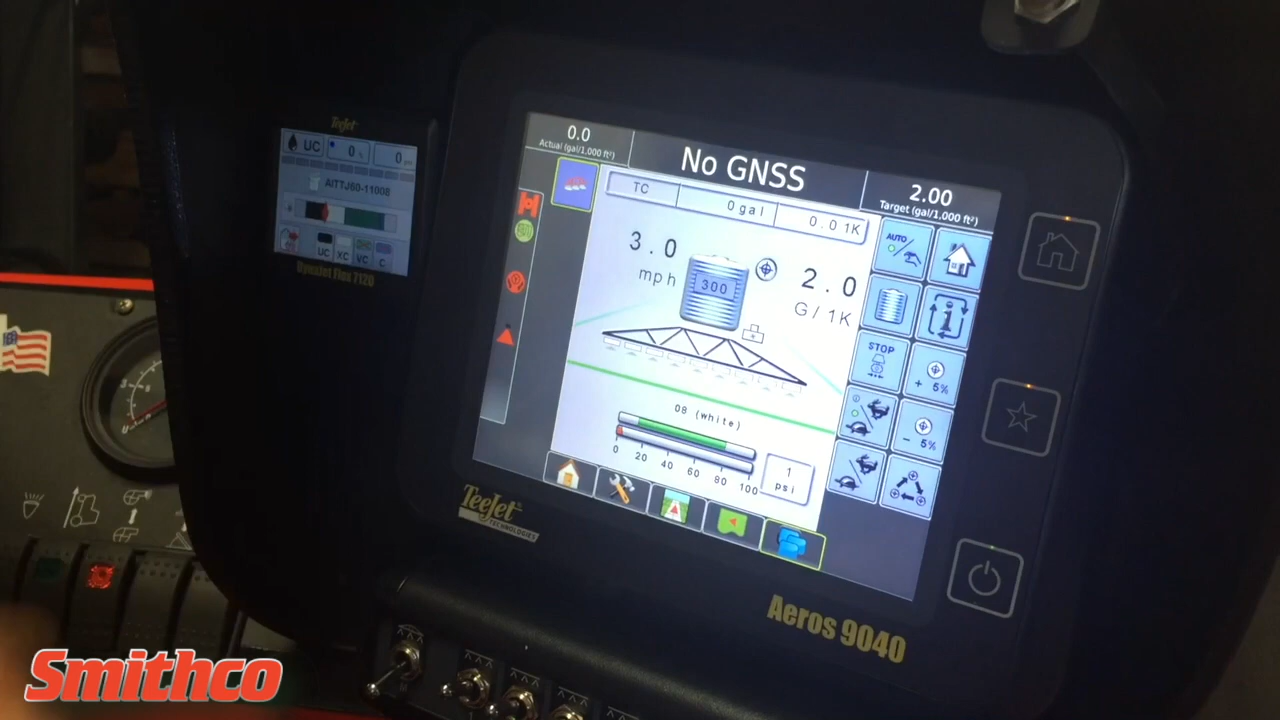 TeeJet
UC
0
0
AITTJ60-11008
UC XC VC C
DynaJet Flex 7120
0.0
Actual (gal/1,000 ft²)
No GNSS
2.00
Target (gal/1,000 ft²)
TC
0 gal
0.0 1K
AUTO
3.0
mph
300
2.0
G/ 1K
STOP
+ 5%
- 5%
08 (white)
0 20 40 60 80 100
1
psi
TeeJet
TECHNOLOGIES
Aeros 9040
Smithco